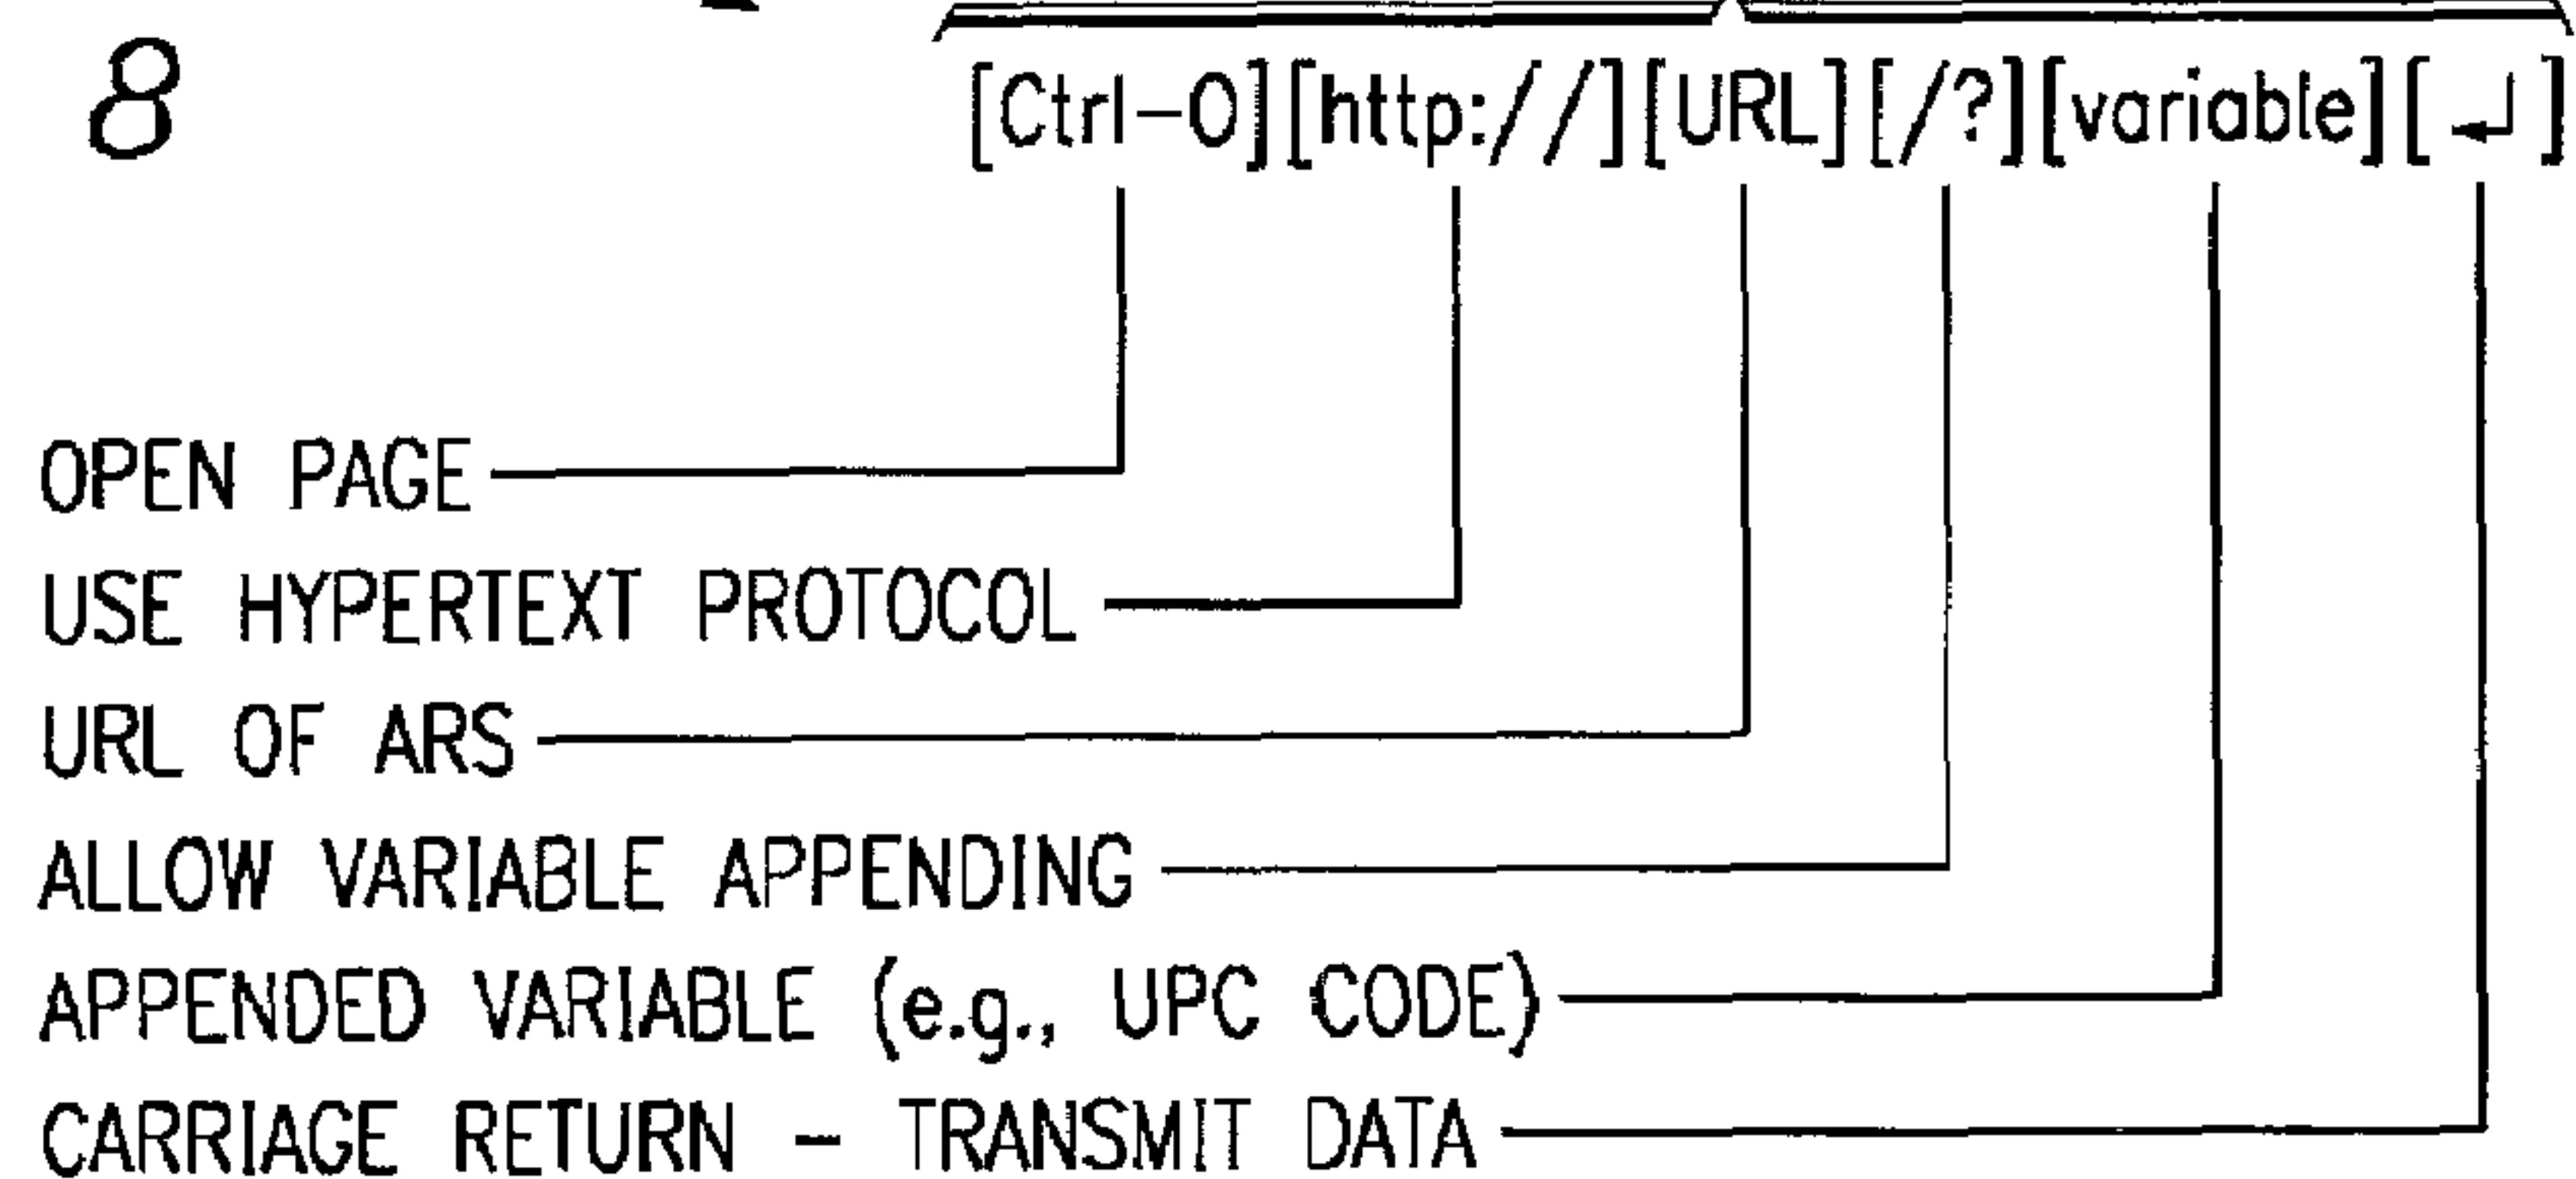 8
[Ctrl-O][http://][URL][/?][variable][↲]
OPEN PAGE
USE HYPERTEXT PROTOCOL
URL OF ARS
ALLOW VARIABLE APPENDING
APPENDED VARIABLE (e.g., UPC CODE)
CARRIAGE RETURN - TRANSMIT DATA